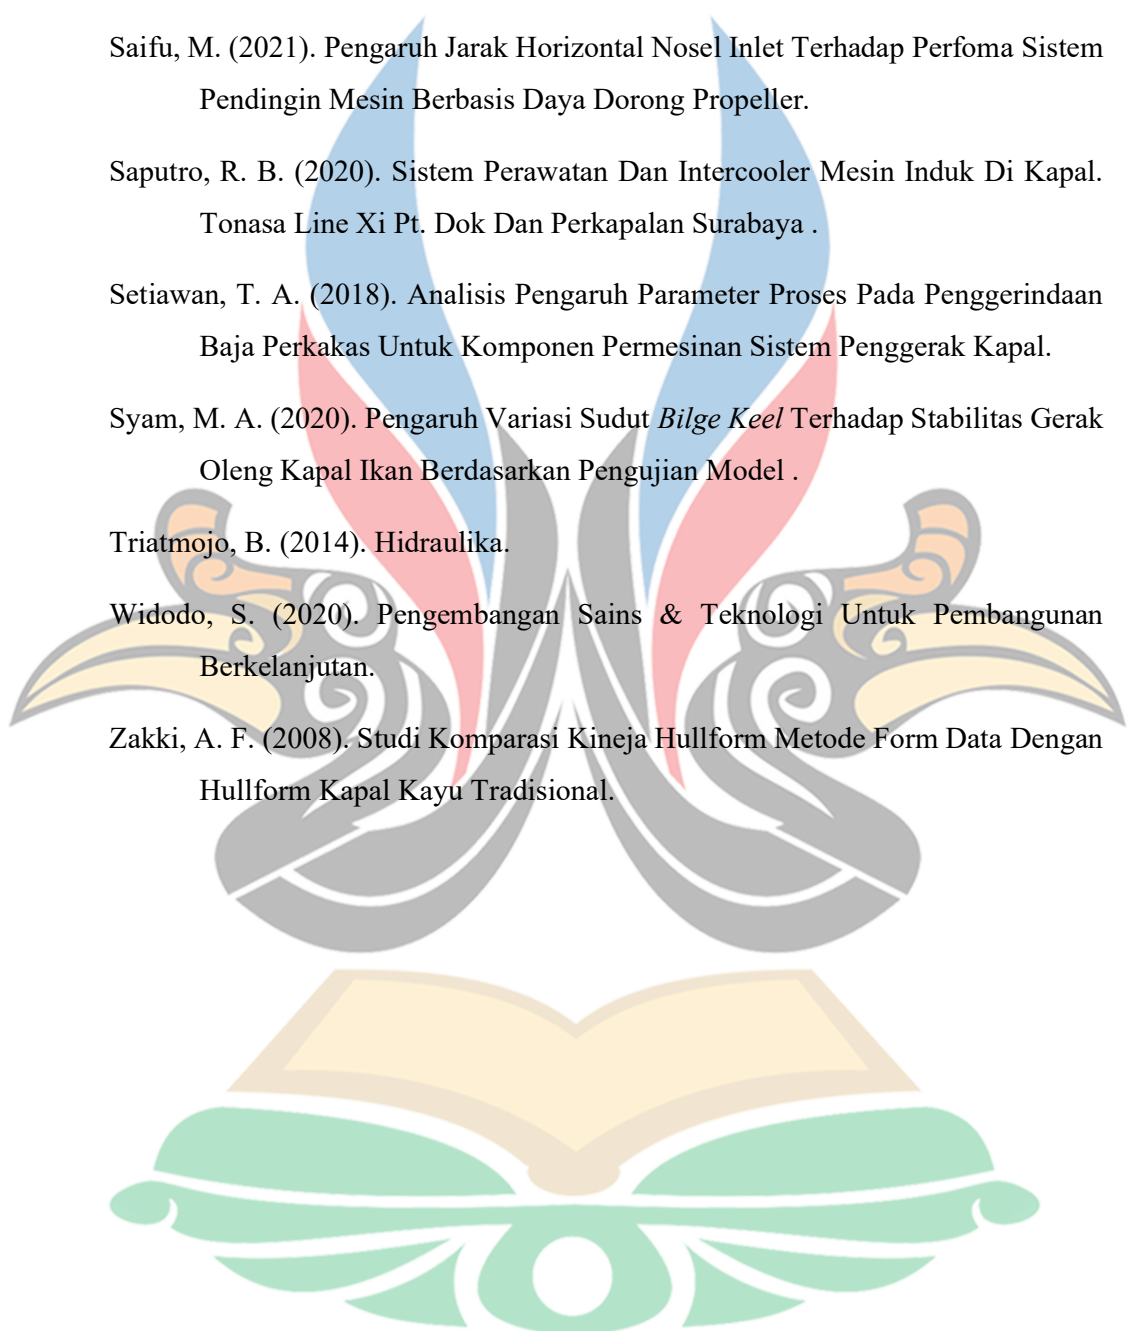 Saifu, M. (2021). Pengaruh Jarak Horizontal Nosel Inlet Terhadap Perfoma Sistem
Pendingin Mesin Berbasis Daya Dorong Propeller.
Saputro, R. B. (2020). Sistem Perawatan Dan Intercooler Mesin Induk Di Kapal.
Tonasa Line Xi Pt. Dok Dan Perkapalan Surabaya .
Setiawan, T. A. (2018). Analisis Pengaruh Parameter Proses Pada Penggerindaan
Baja Perkakas Untuk Komponen Permesinan Sistem Penggerak Kapal.
Syam, M. A. (2020). Pengaruh Variasi Sudut Bilge Keel Terhadap Stabilitas Gerak
Oleng Kapal Ikan Berdasarkan Pengujian Model .
Triatmojo, B. (2014). Hidraulika.
Widodo, S. (2020). Pengembangan Sains & Teknologi Untuk Pembangunan
Berkelanjutan.
Zakki, A. F. (2008). Studi Komparasi Kineja Hullform Metode Form Data Dengan
Hullform Kapal Kayu Tradisional.